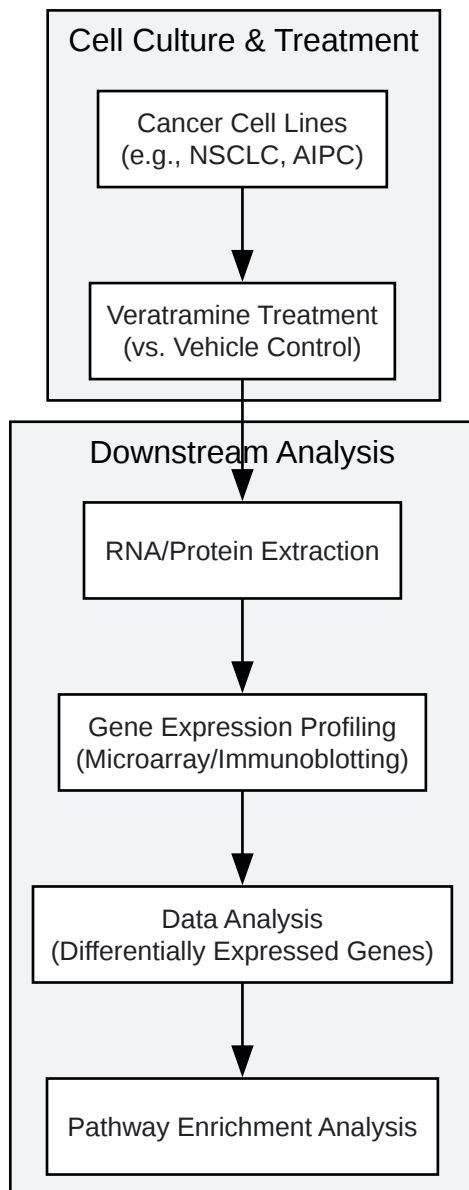 Cell Culture & Treatment
Cancer Cell Lines
(e.g., NSCLC, AIPC)
Veratramine Treatment
(vs. Vehicle Control)
Downstream Analysis
RNA/Protein Extraction
Gene Expression Profiling
(Microarray/Immunoblotting)
Data Analysis
(Differentially Expressed Genes)
Pathway Enrichment Analysis